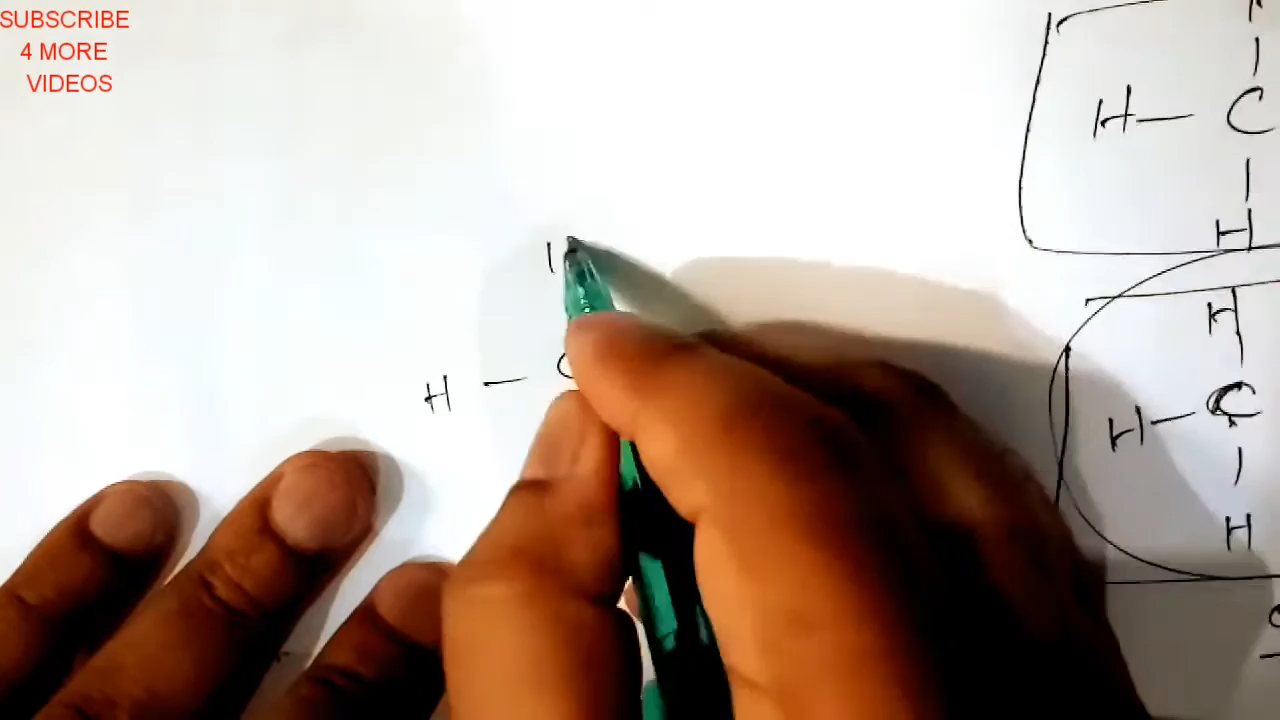 SUBSCRIBE
4 MORE
VIDEOS
H – C
H
H
H – C
H
H – C